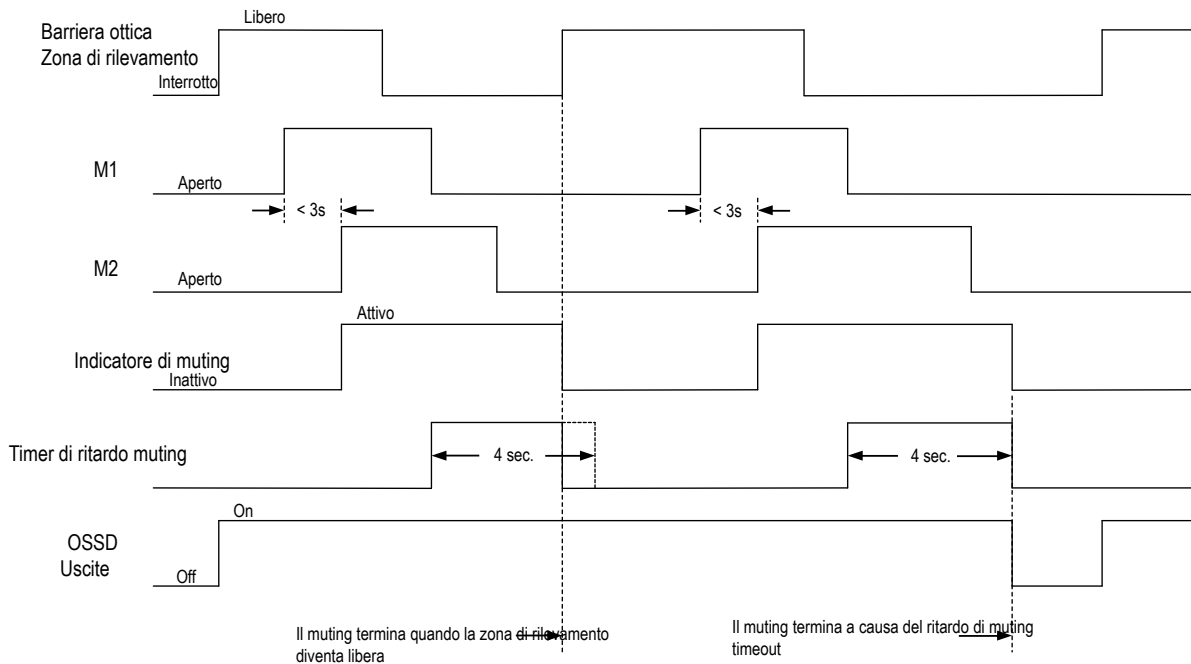 Libero
Barriera ottica
Zona di rilevamento
Interrotto
M1
Aperto
< 3s
< 3s
M2
Aperto
Attivo
Indicatore di muting
Inattivo
Timer di ritardo muting
4 sec.
4 sec.
On
OSSD
Uscite
Off
Il muting termina quando la zona di rilevamento
diventa libera
Il muting termina a causa del ritardo di muting
timeout